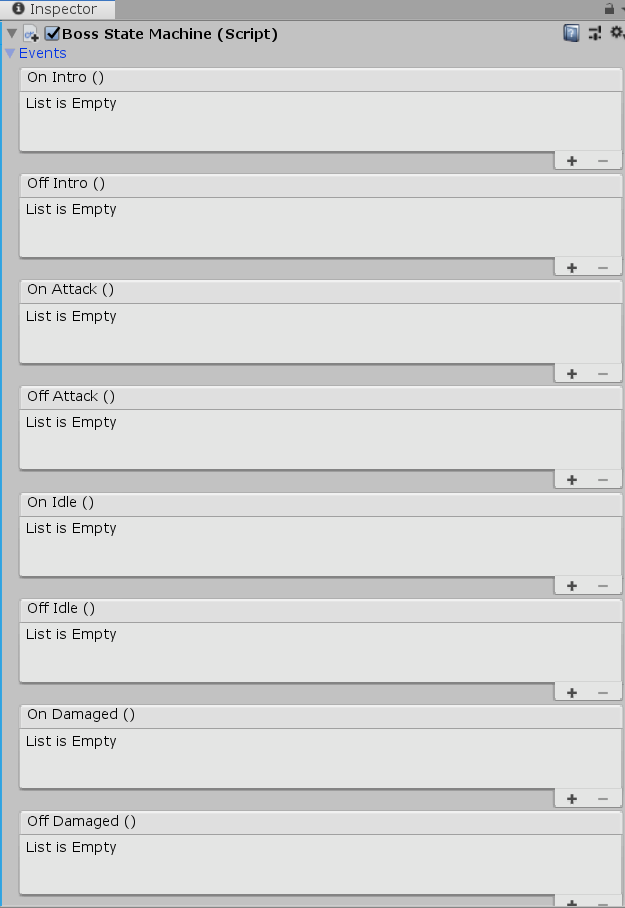 Inspector
Boss State Machine (Script)
Events
On Intro ()
List is Empty
Off Intro ()
List is Empty
On Attack ()
List is Empty
Off Attack ()
List is Empty
On Idle ()
List is Empty
Off Idle ()
List is Empty
On Damaged ()
List is Empty
Off Damaged ()
List is Empty